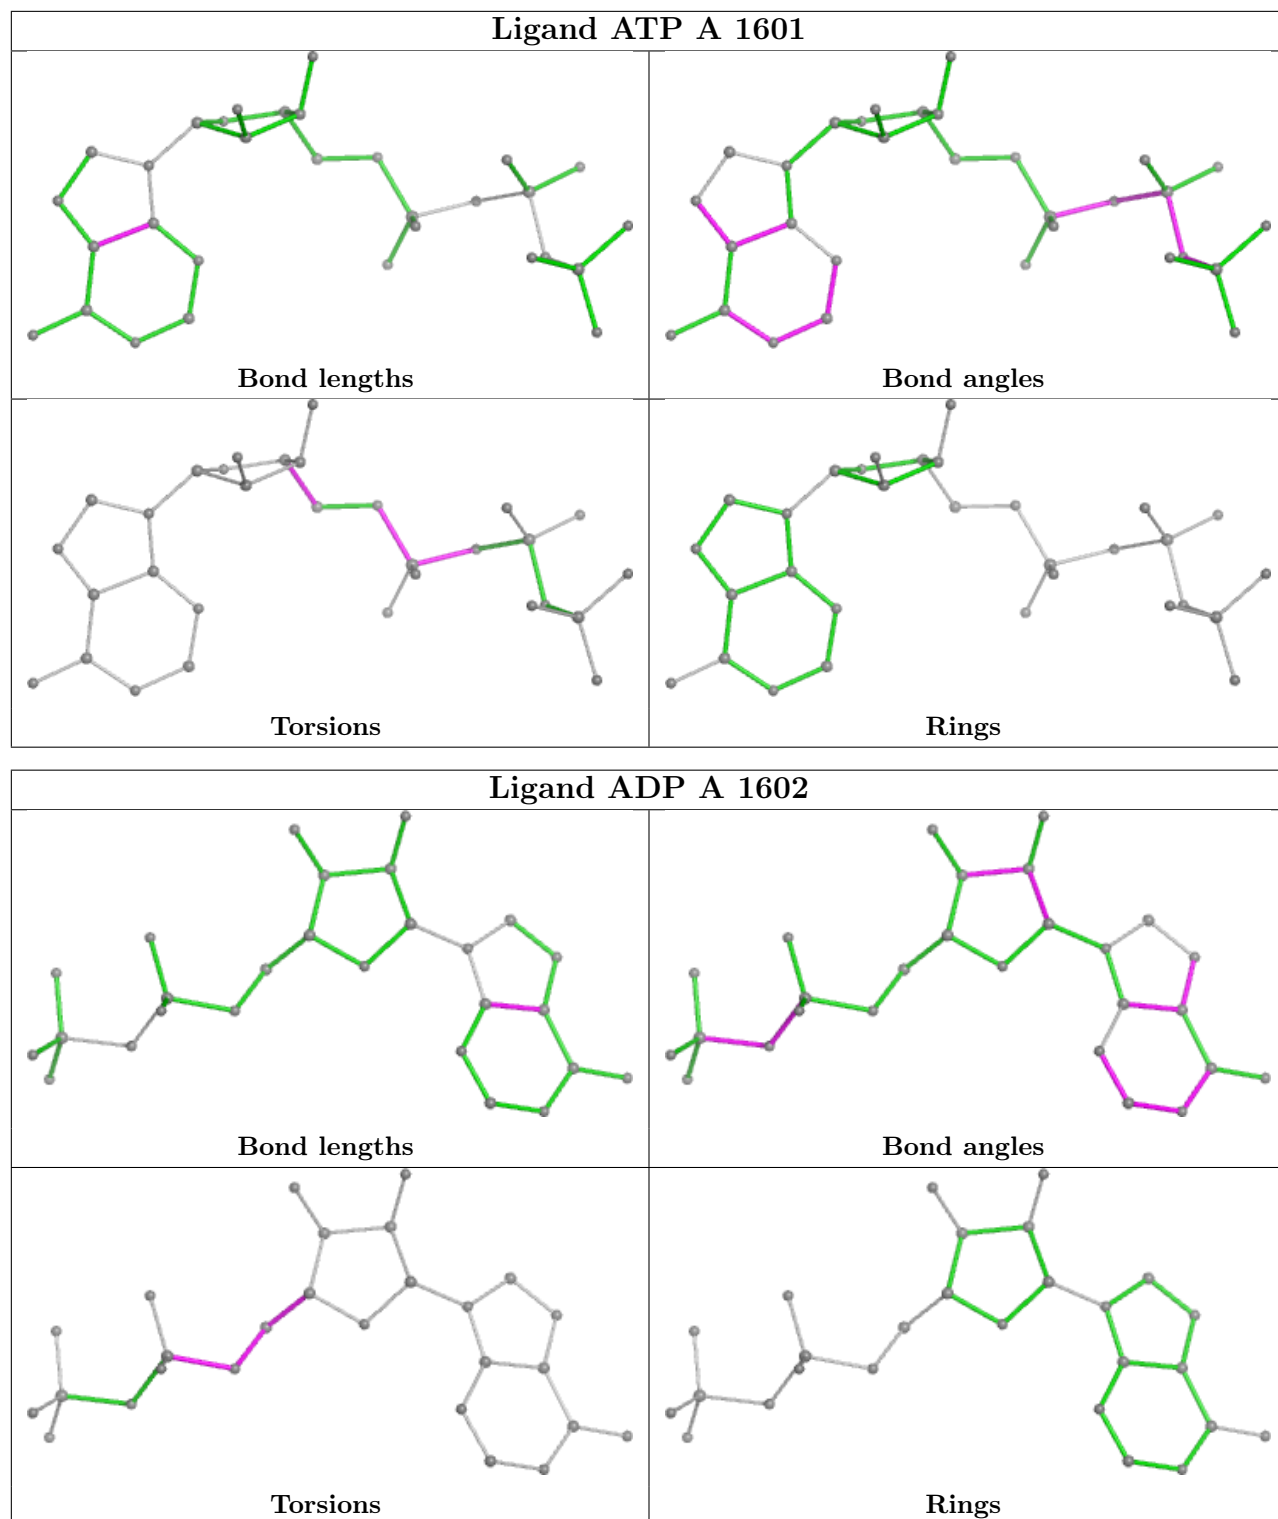 Ligand ATP A 1601
Bond lengths
Bond angles
Torsions
Rings
Ligand ADP A 1602
Bond lengths
Bond angles
Torsions
Rings